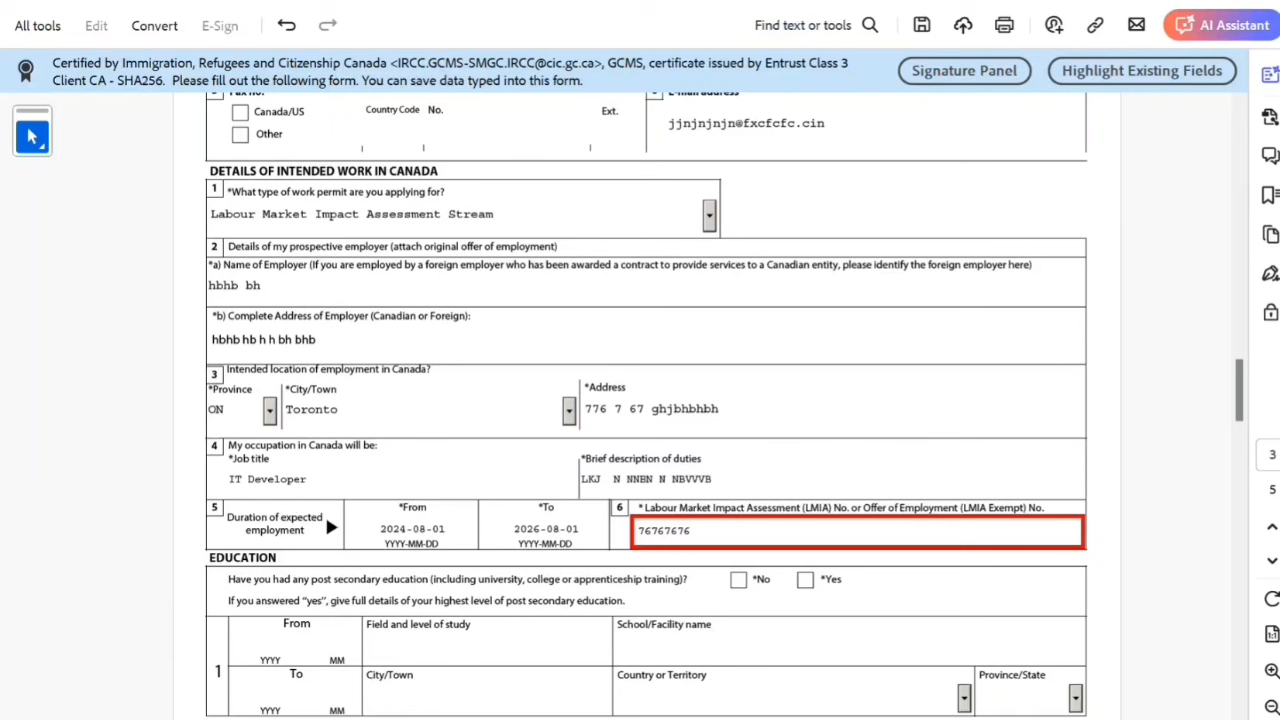 All tools Edit Convert E-Sign Find text or tools AI Assistant
Certified by Immigration, Refugees and Citizenship Canada <IRCC.GCMS-SMGC.IRCC@cic.gc.ca>, GCMS, certificate issued by Entrust Class 3
Client CA - SHA256. Please fill out the following form. You can save data typed into this form.
Signature Panel Highlight Existing Fields
Fax no. E-mail address
Canada/US Country Code No. Ext.
jjnjnjnjn@fxcfcfc.cin
Other
DETAILS OF INTENDED WORK IN CANADA
1 *What type of work permit are you applying for?
Labour Market Impact Assessment Stream
2 Details of my prospective employer (attach original offer of employment)
*a) Name of Employer (If you are employed by a foreign employer who has been awarded a contract to provide services to a Canadian entity, please identify the foreign employer here)
hbhb bh
*b) Complete Address of Employer (Canadian or Foreign):
hbhb hb h h bh bhb
3 Intended location of employment in Canada?
*Province *City/Town *Address
ON Toronto 776 7 67 ghjbhbhbh
4 My occupation in Canada will be:
*Job title *Brief description of duties
IT Developer LKJ N NNBN N NBVVVB
5 Duration of expected employment *From *To 6 * Labour Market Impact Assessment (LMIA) No. or Offer of Employment (LMIA Exempt) No.
2024-08-01 2026-08-01 76767676
YYYY-MM-DD YYYY-MM-DD
EDUCATION
Have you had any post secondary education (including university, college or apprenticeship training)? *No *Yes
If you answered “yes”, give full details of your highest level of post secondary education.
From Field and level of study School/Facility name
YYYY MM
1
To City/Town Country or Territory Province/State
YYYY MM
3
5
1:1